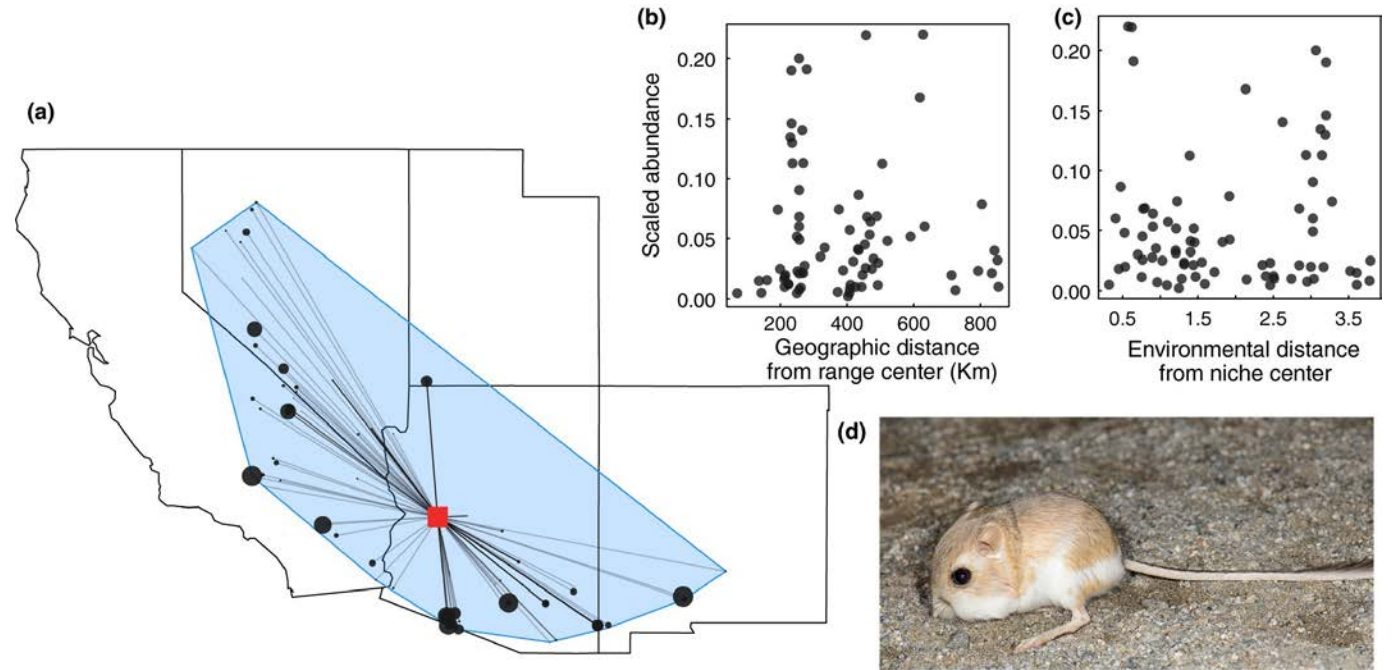 (a)
(b)
Scaled abundance
0.20
0.15
0.10
0.05
0.00
200 400 600 800
Geographic distance
from range center (Km)
(c)
0.20
0.15
0.10
0.05
0.00
0.5 1.5 2.5 3.5
Environmental distance
from niche center
(d)